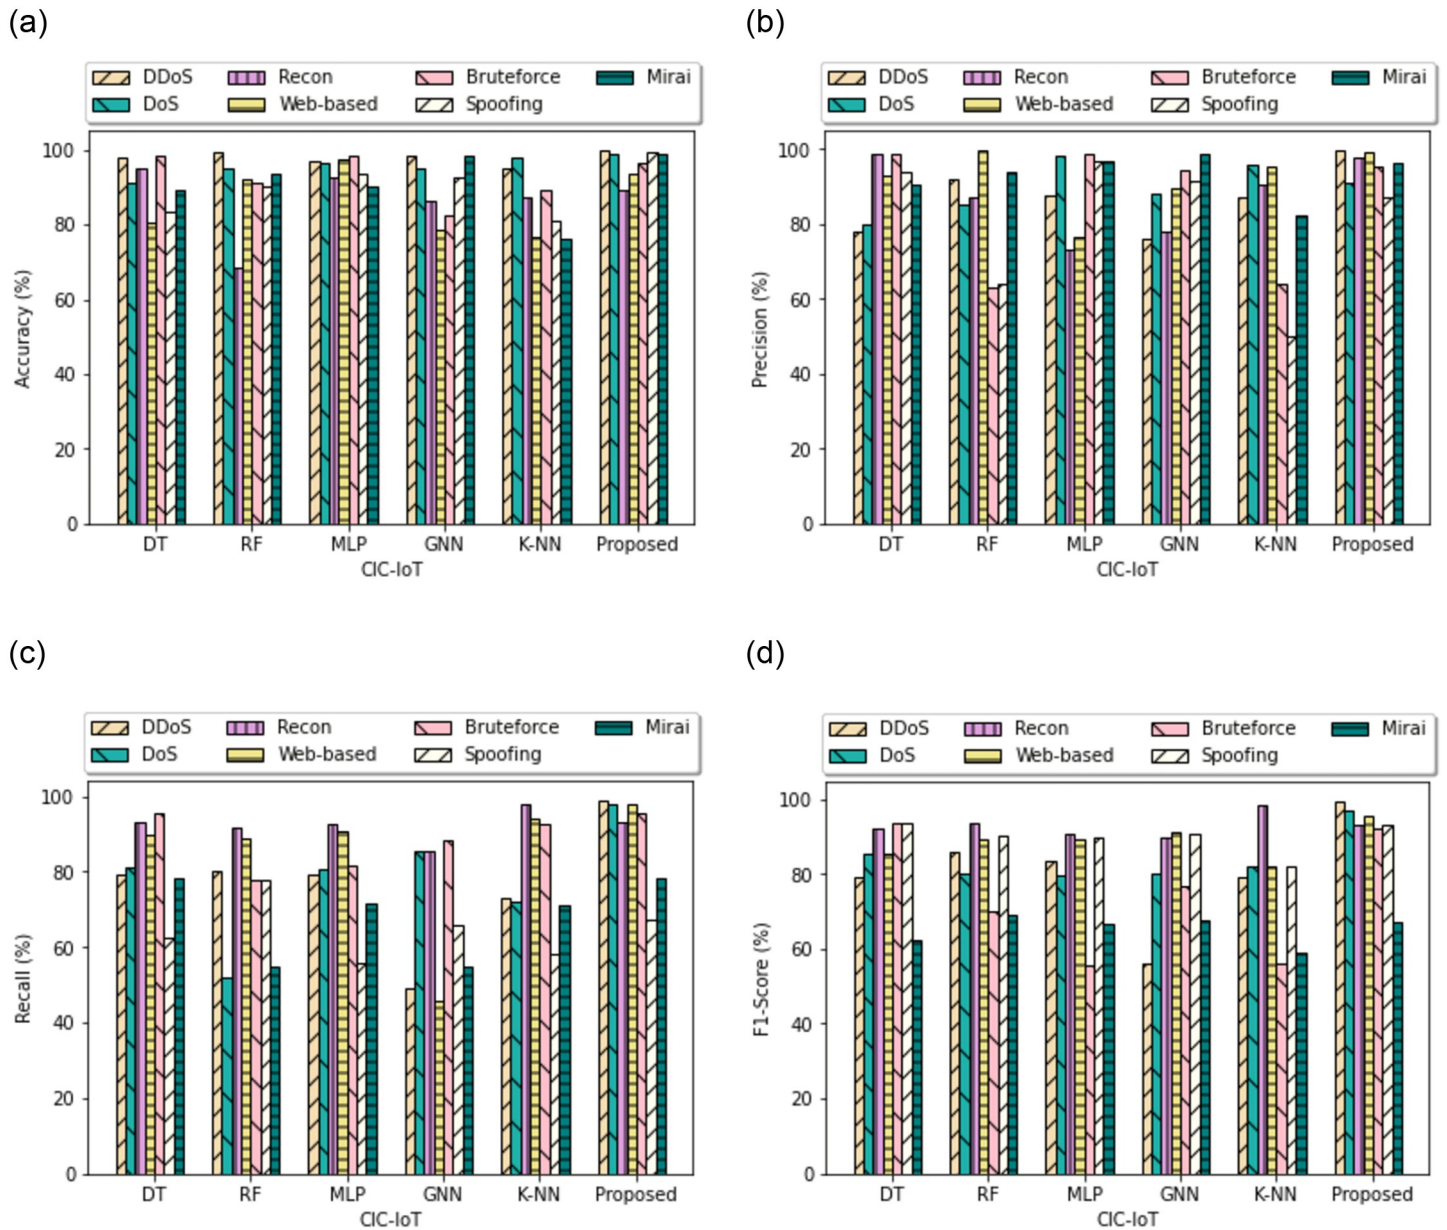 (a)
DDoS Recon Bruteforce Mirai
DoS Web-based Spoofing
100
80
60
40
20
0
Accuracy (%)
DT RF MLP GNN K-NN Proposed
CIC-IoT
(b)
DDoS Recon Bruteforce Mirai
DoS Web-based Spoofing
100
80
60
40
20
0
Precision (%)
DT RF MLP GNN K-NN Proposed
CIC-IoT
(c)
DDoS Recon Bruteforce Mirai
DoS Web-based Spoofing
100
80
60
40
20
0
Recall (%)
DT RF MLP GNN K-NN Proposed
CIC-IoT
(d)
DDoS Recon Bruteforce Mirai
DoS Web-based Spoofing
100
80
60
40
20
0
F1-Score (%)
DT RF MLP GNN K-NN Proposed
CIC-IoT